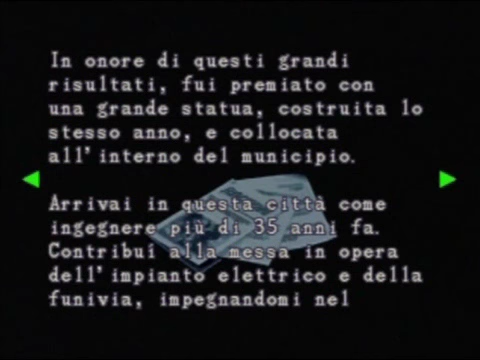 In onore di questi grandi
risultati, fui premiato con
una grande statua, costruita lo
stesso anno, e collocata
all'interno del municipio.
Arrivai in questa città come
ingegnere più di 35 anni fa.
Contribui alla messa in opera
dell'impianto elettrico e della
funivia, impegnandomi nel